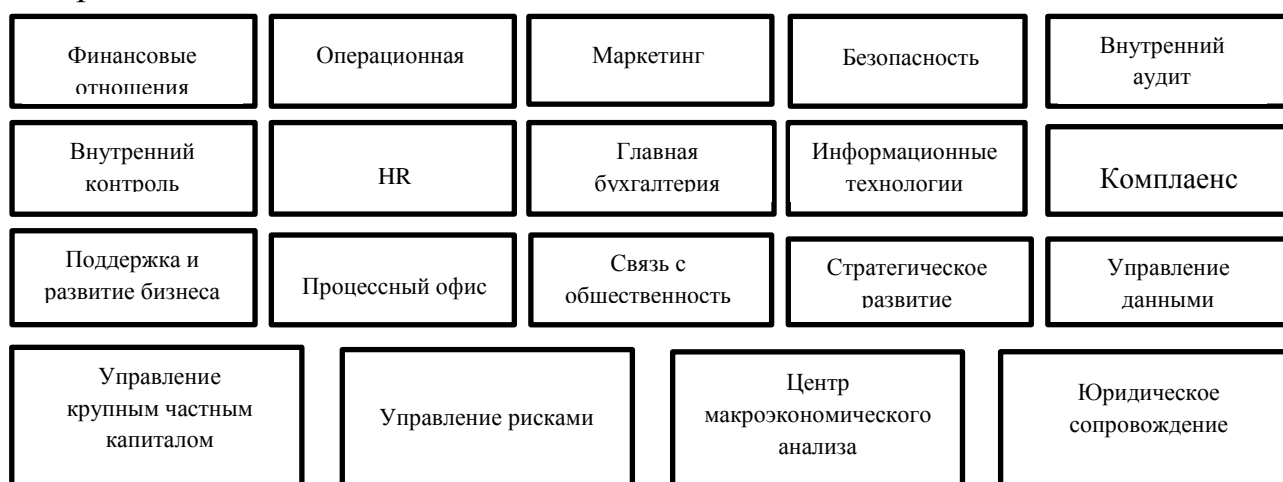 Финансовые
отношения
Операционная
Маркетинг
Безопасность
Внутренний
аудит
Внутренний
контроль
HR
Главная
бухгалтерия
Информационные
технологии
Комплаенс
Поддержка и
развитие бизнеса
Процессный офис
Связь с
обшественность
Стратегическое
развитие
Управление
данными
Управление
крупным частным
капиталом
Управление рисками
Центр
макроэкономического
анализа
Юридическое
сопровождение